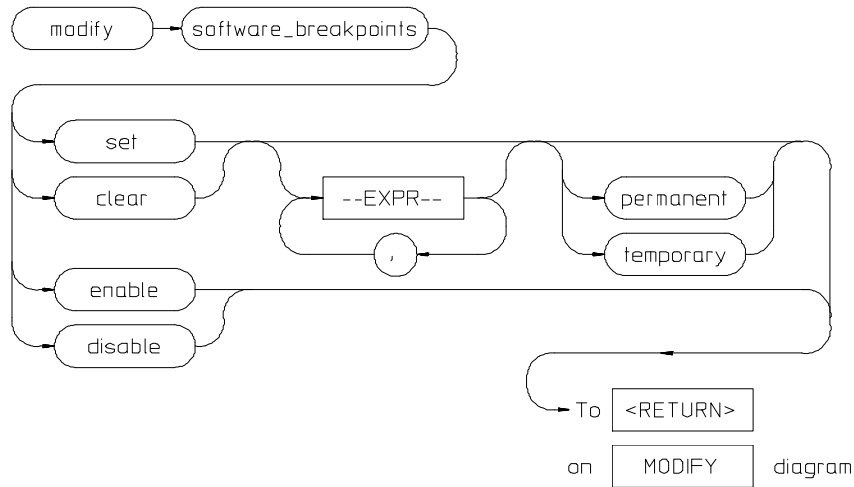 modify software_breakpoints
set
clear
--EXPR--
,
permanent
temporary
enable
disable
To <RETURN>
on MODIFY diagram